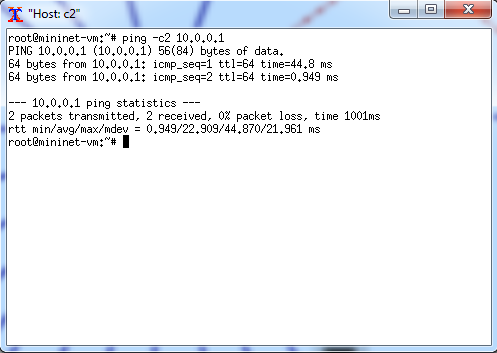 "Host: c2"
root@mininet-vm:~# ping -c2 10.0.0.1
PING 10.0.0.1 (10.0.0.1) 56(84) bytes of data.
64 bytes from 10.0.0.1: icmp_seq=1 ttl=64 time=44.8 ms
64 bytes from 10.0.0.1: icmp_seq=2 ttl=64 time=0.949 ms
--- 10.0.0.1 ping statistics ---
2 packets transmitted, 2 received, 0% packet loss, time 1001ms
rtt min/avg/max/mdev = 0.949/22.909/44.870/21.961 ms
root@mininet-vm:~#